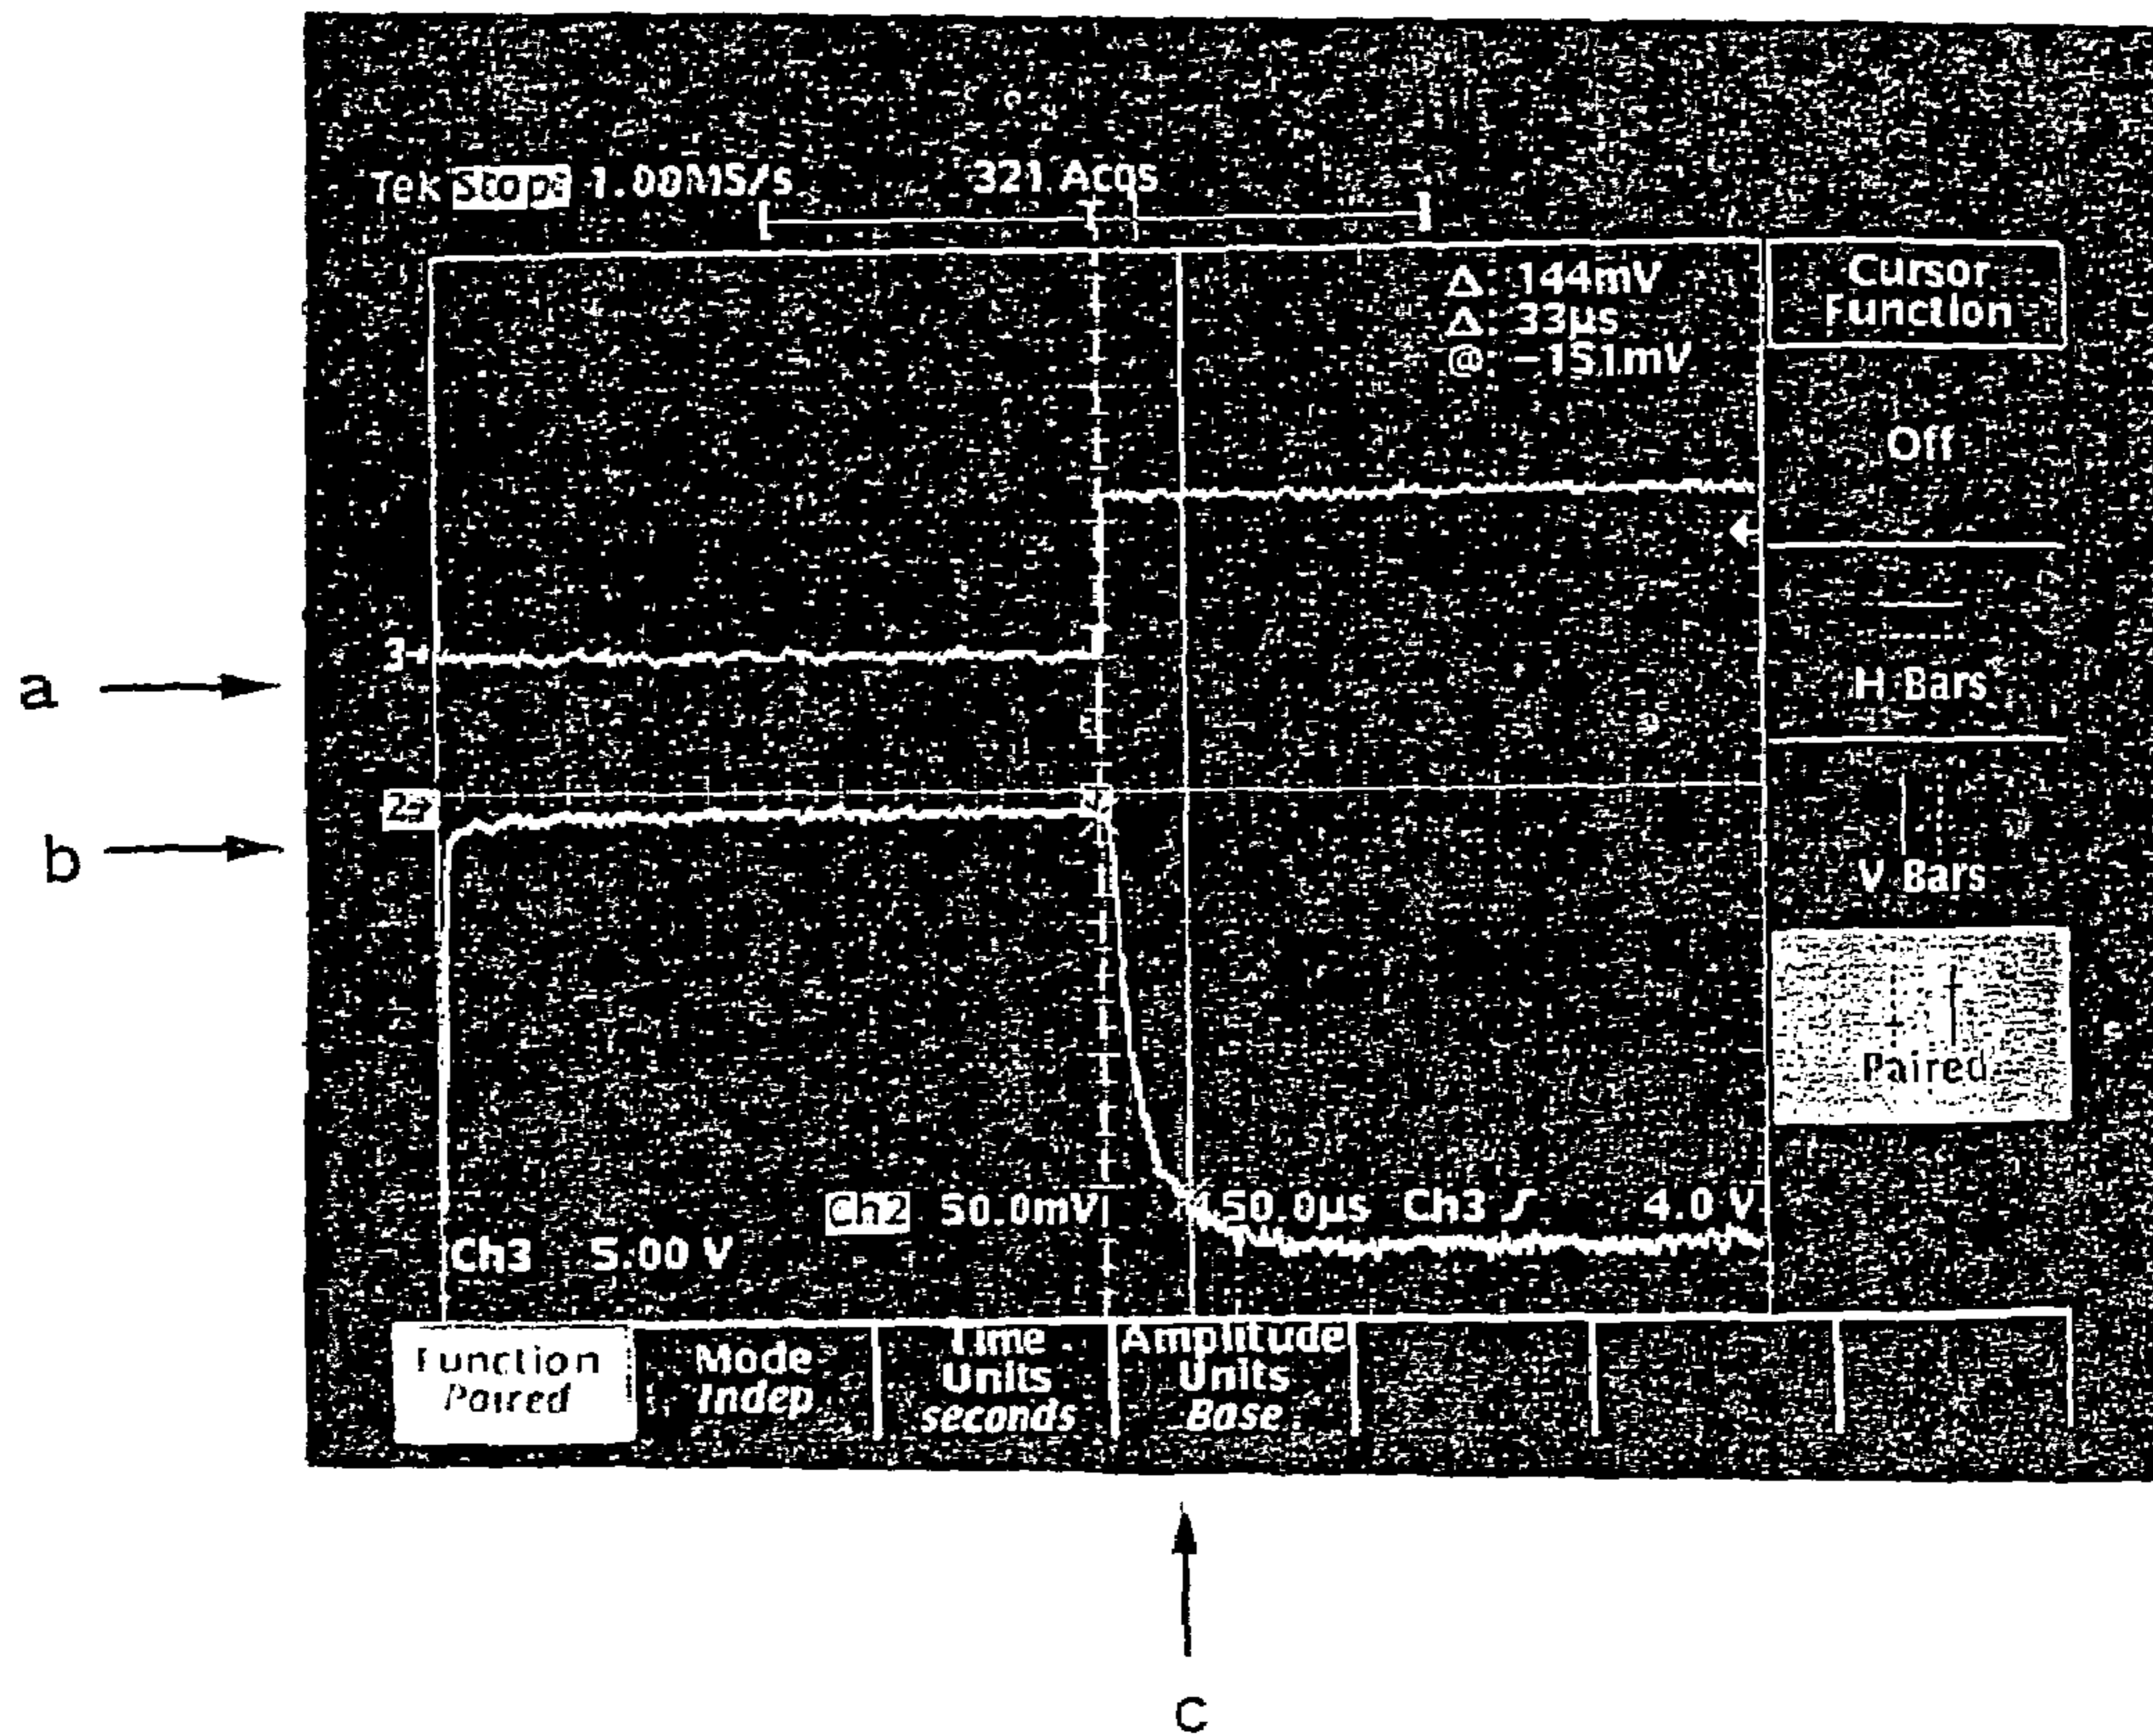 Tek Stop 1.00MS/s
321 Acqs
T
Δ: 144mV
Δ: 33μs
@: -151mV
Cursor
Function
Off
H Bars
V Bars
Paired
a
3
b
2
Ch2 50.0mV
50.0μs Ch3 4.0 V
Ch3 5.00 V
Function
Paired
Mode
Indep
Time
Units
seconds
Amplitude
Units
Base
c